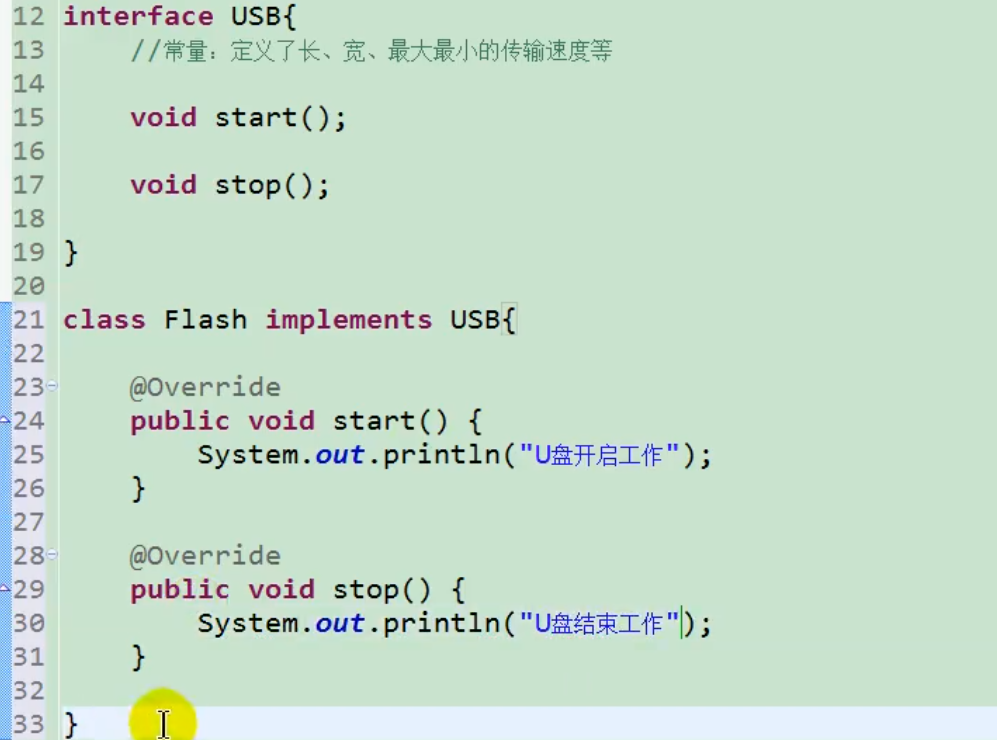 12 interface USB{
13 //常量：定义了长、宽、最大最小的传输速度等
14
15 void start();
16
17 void stop();
18
19 }
20
21 class Flash implements USB{
22
23 @Override
24 public void start() {
25 System.out.println("U盘开启工作");
26 }
27
28 @Override
29 public void stop() {
30 System.out.println("U盘结束工作");
31 }
32
33 }